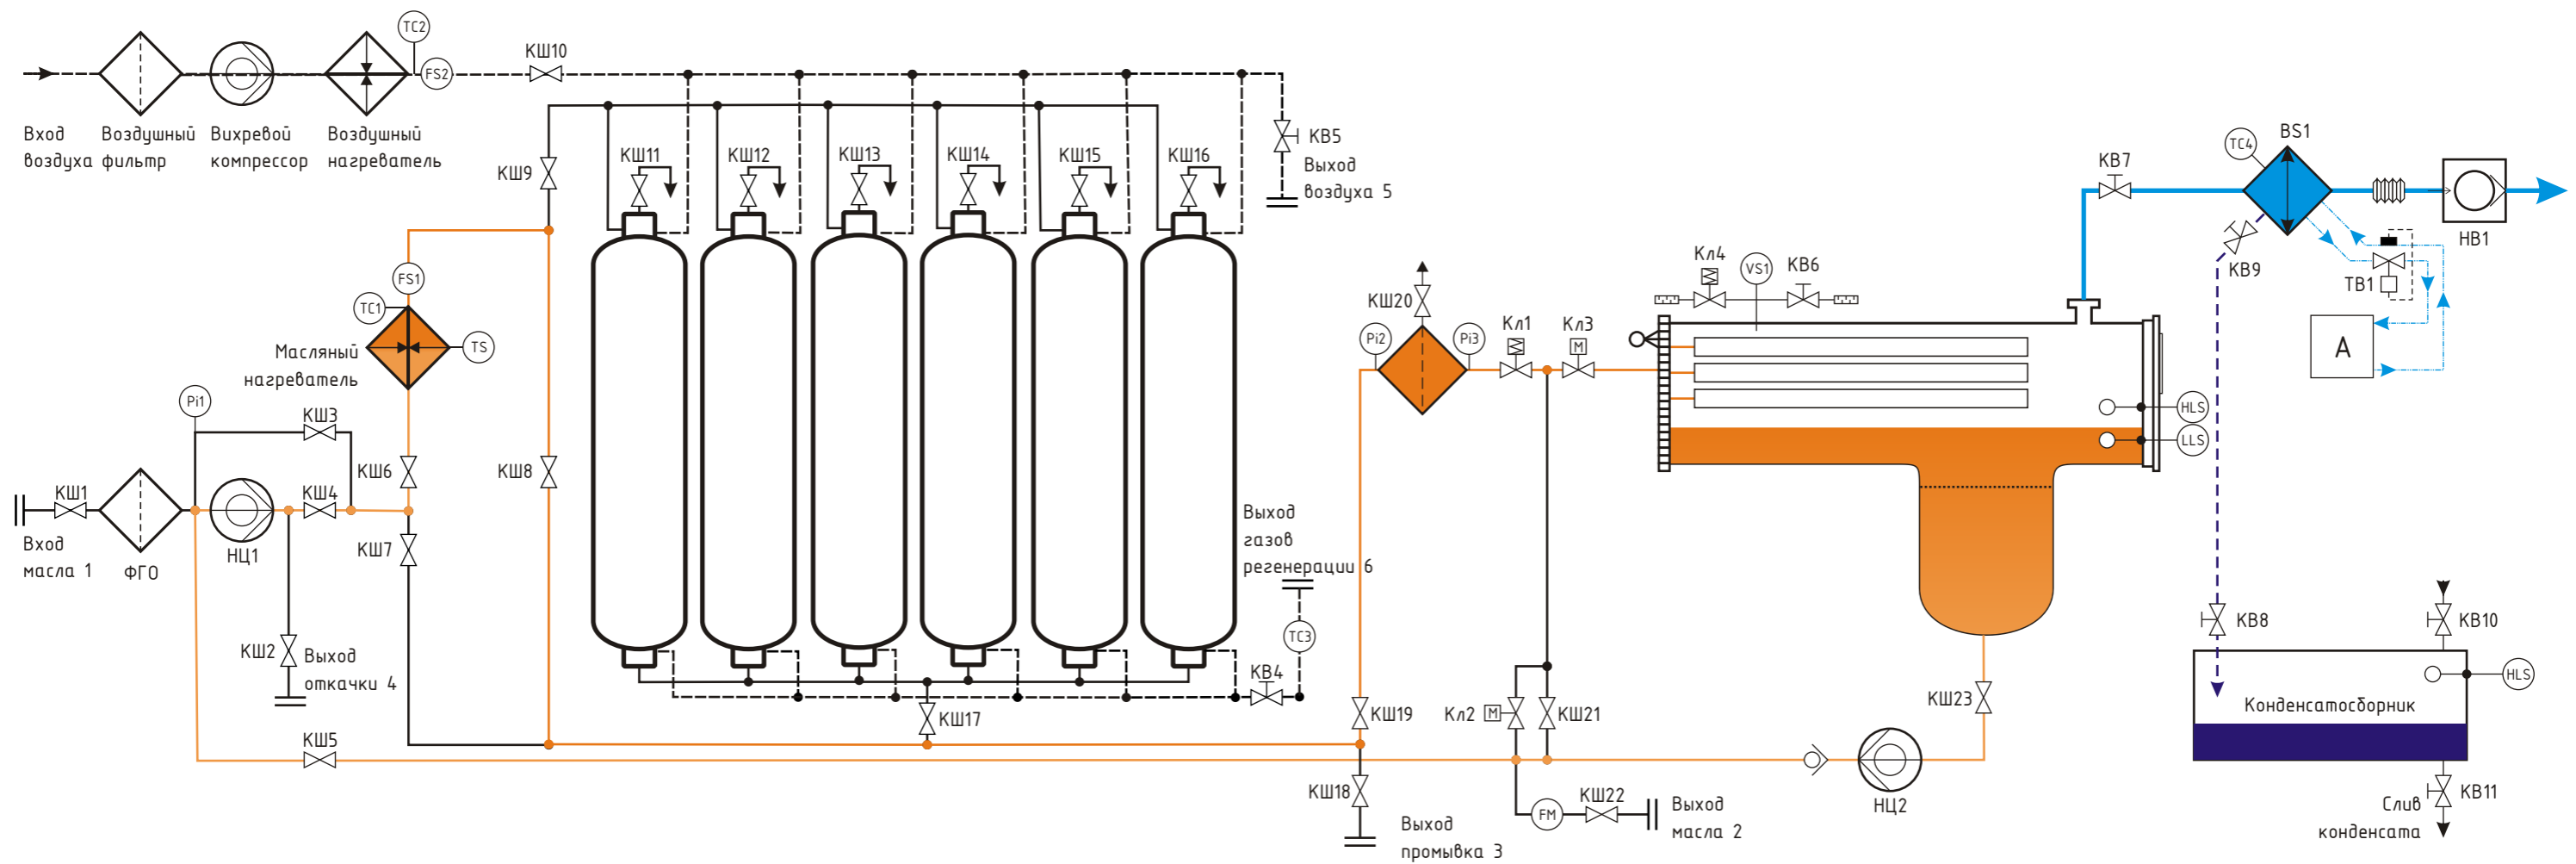 TC2
FS2
КШ10
Вход
воздуха
Воздушный
фильтр
Вихревой
компрессор
Воздушный
нагреватель
КВ5
Выход
воздуха 5
КШ9
КШ11
КШ12
КШ13
КШ14
КШ15
КШ16
FS1
TC1
TS
Масляный
нагреватель
Pi1
КШ3
КШ6
КШ8
КШ1
КШ4
Вход
масла 1
ФГО
НЦ1
КШ7
КШ2
Выход
откачки 4
КШ5
Выход
газов
регенерации 6
TC3
КВ4
КШ17
КШ19
КШ18
Выход
промывка 3
КШ20
Pi2
Pi3
Кл1
Кл3
M
Кл4
VS1
КВ6
HLS
LLS
Кл2
M
КШ21
FM
КШ22
Выход
масла 2
КШ23
НЦ2
КВ7
TC4
BS1
НВ1
КВ9
ТВ1
А
КВ8
КВ10
HLS
Конденсатосборник
КВ11
Слив
конденсата